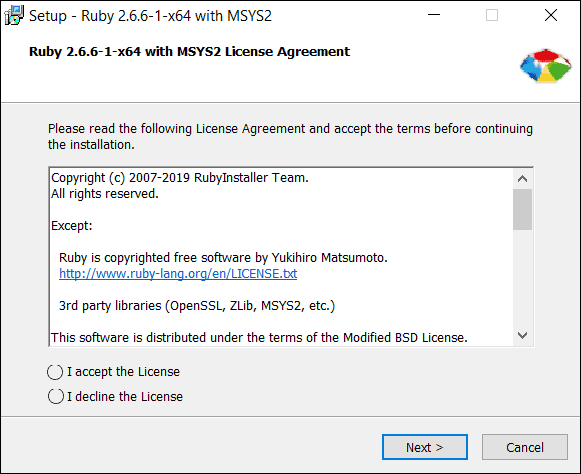 Setup - Ruby 2.6.6-1-x64 with MSYS2
Ruby 2.6.6-1-x64 with MSYS2 License Agreement
Please read the following License Agreement and accept the terms before continuing
the installation.
Copyright (c) 2007-2019 RubyInstaller Team.
All rights reserved.
Except:
Ruby is copyrighted free software by Yukihiro Matsumoto.
http://www.ruby-lang.org/en/LICENSE.txt
3rd party libraries (OpenSSL, ZLib, MSYS2, etc.)
This software is distributed under the terms of the Modified BSD License.
I accept the License
I decline the License
Next >
Cancel